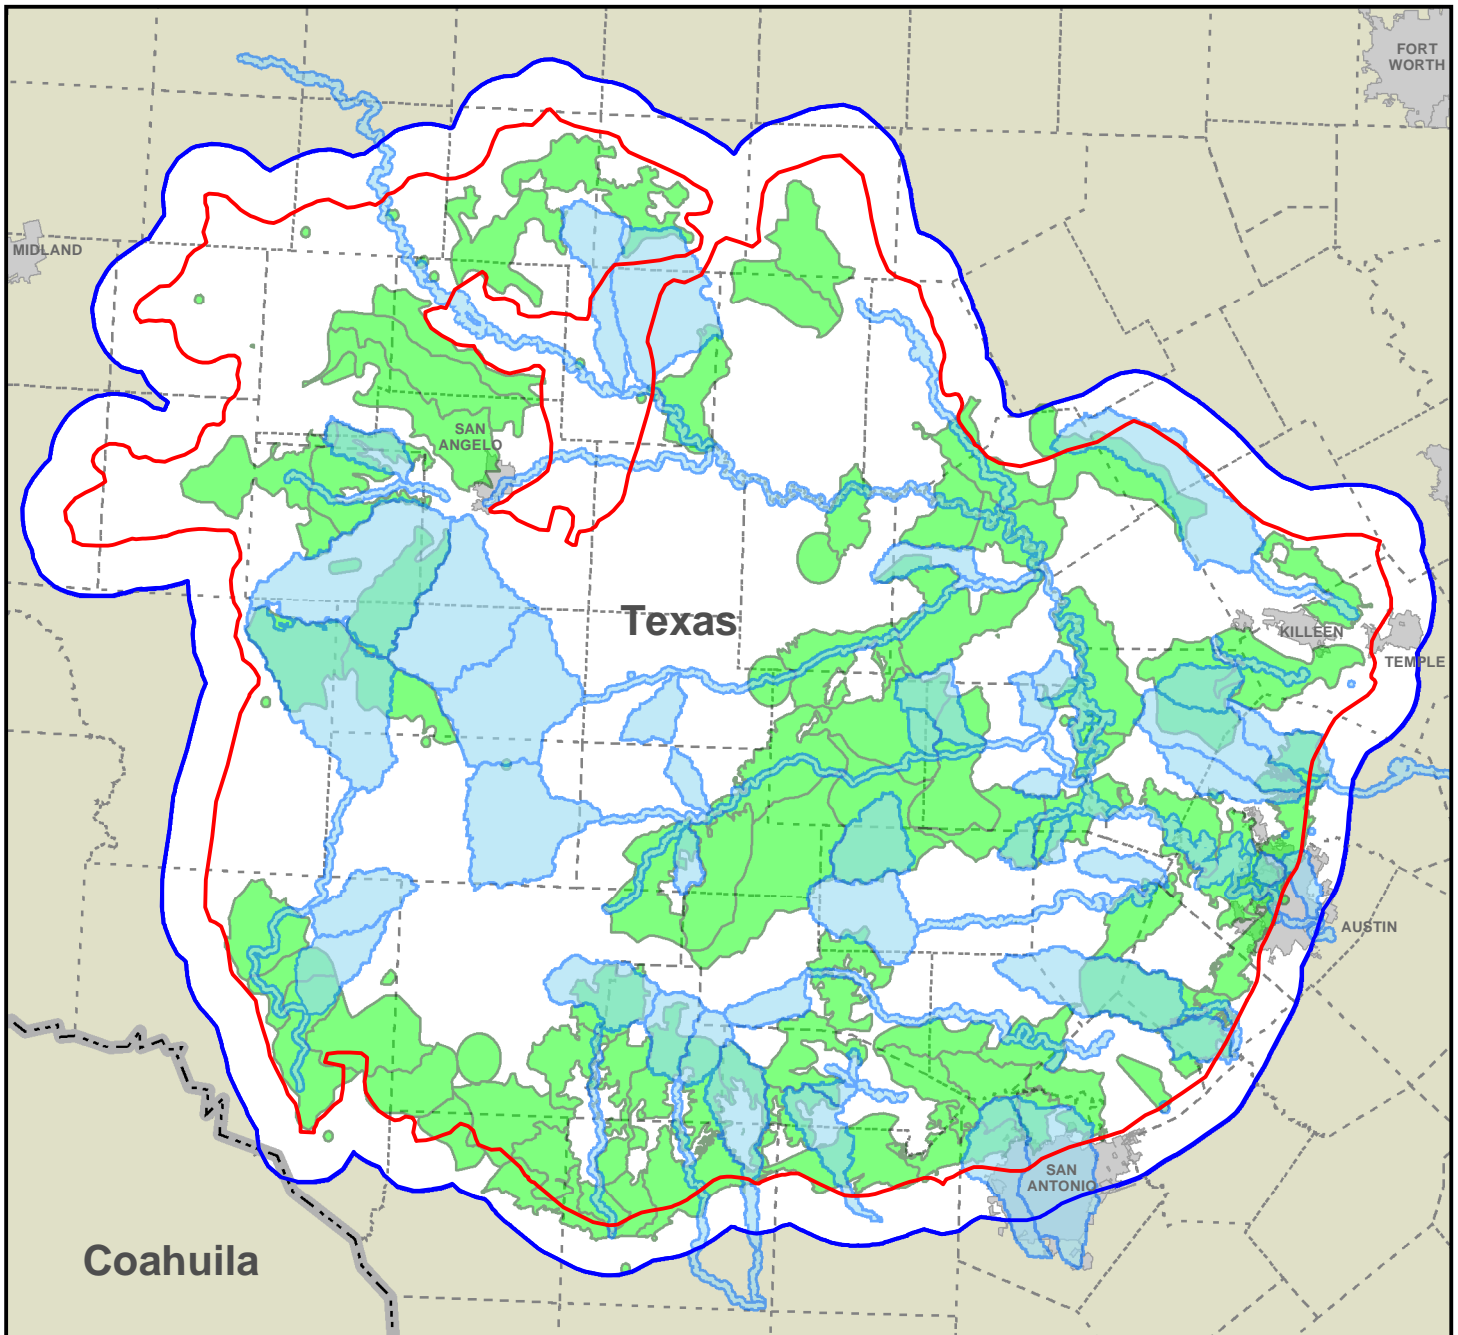 FORT
WORTH
MIDLAND
SAN
ANGELO
Texas
KILLEEN
TEMPLE
AUSTIN
SAN
ANTONIO
Coahuila